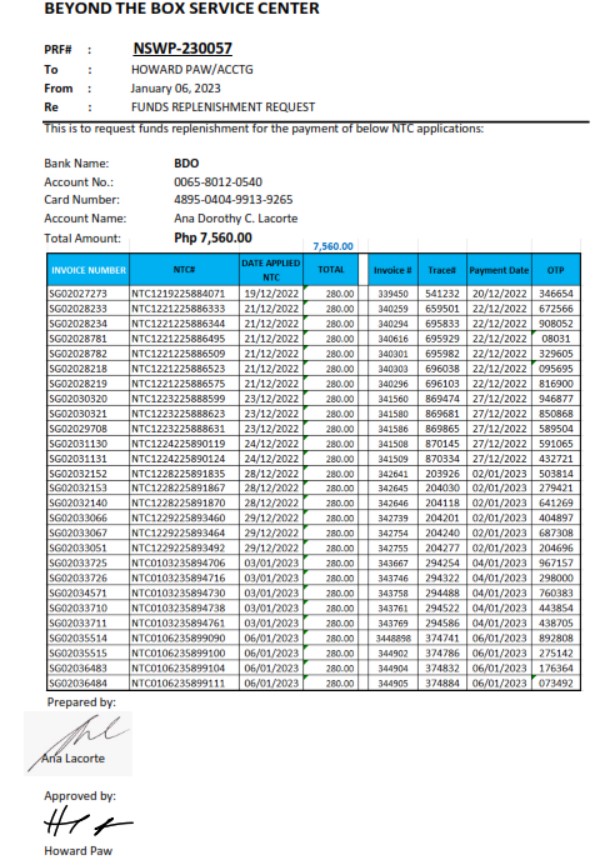 BEYOND THE BOX SERVICE CENTER
PRF# : NSWP-230057
To : HOWARD PAW/ACCTG
From : January 06, 2023
Re : FUNDS REPLENISHMENT REQUEST
This is to request funds replenishment for the payment of below NTC applications:
Bank Name: BDO
Account No.: 0065-8012-0540
Card Number: 4895-0404-9913-9265
Account Name: Ana Dorothy C. Lacorte
Total Amount: Php 7,560.00
7,560.00
INVOICE NUMBER NTC# DATE APPLIED NTC TOTAL Invoice # Trace# Payment Date OTP
SG02027273 NTC1219225884071 19/12/2022 280.00 339450 541232 20/12/2022 346654
SG02028233 NTC1221225886333 21/12/2022 280.00 340259 659501 22/12/2022 672566
SG02028234 NTC1221225886344 21/12/2022 280.00 340294 695833 22/12/2022 908052
SG02028781 NTC1221225886495 21/12/2022 280.00 340616 695929 22/12/2022 08031
SG02028782 NTC1221225886509 21/12/2022 280.00 340301 695982 22/12/2022 329605
SG02028218 NTC1221225886523 21/12/2022 280.00 340303 696038 22/12/2022 095695
SG02028219 NTC1221225886575 21/12/2022 280.00 340296 696103 22/12/2022 816900
SG02030320 NTC1223225888599 23/12/2022 280.00 341560 869474 27/12/2022 946877
SG02030321 NTC1223225888623 23/12/2022 280.00 341580 869681 27/12/2022 850868
SG02029708 NTC1223225888631 23/12/2022 280.00 341586 869865 27/12/2022 589504
SG02031130 NTC1224225890119 24/12/2022 280.00 341508 870145 27/12/2022 591065
SG02031131 NTC1224225890124 24/12/2022 280.00 341509 870334 27/12/2022 432721
SG02032152 NTC1228225891835 28/12/2022 280.00 342641 203926 02/01/2023 503814
SG02032153 NTC1228225891867 28/12/2022 280.00 342645 204030 02/01/2023 279421
SG02032140 NTC1228225891870 28/12/2022 280.00 342646 204118 02/01/2023 641269
SG02033066 NTC1229225893460 29/12/2022 280.00 342739 204201 02/01/2023 404897
SG02033067 NTC1229225893464 29/12/2022 280.00 342754 204240 02/01/2023 687308
SG02033051 NTC1229225893492 29/12/2022 280.00 342755 204277 02/01/2023 204696
SG02033725 NTC0103235894706 03/01/2023 280.00 343667 294254 04/01/2023 967157
SG02033726 NTC0103235894716 03/01/2023 280.00 343746 294322 04/01/2023 298000
SG02034571 NTC0103235894730 03/01/2023 280.00 343758 294488 04/01/2023 760383
SG02033710 NTC0103235894738 03/01/2023 280.00 343761 294522 04/01/2023 443854
SG02033711 NTC0103235894761 03/01/2023 280.00 343769 294586 04/01/2023 438705
SG02035514 NTC0106235899090 06/01/2023 280.00 3448898 374741 06/01/2023 892808
SG02035515 NTC0106235899100 06/01/2023 280.00 344902 374786 06/01/2023 275142
SG02036483 NTC0106235899104 06/01/2023 280.00 344904 374832 06/01/2023 176364
SG02036484 NTC0106235899111 06/01/2023 280.00 344905 374884 06/01/2023 073492
Prepared by:
Ana Lacorte
Approved by:
Howard Paw